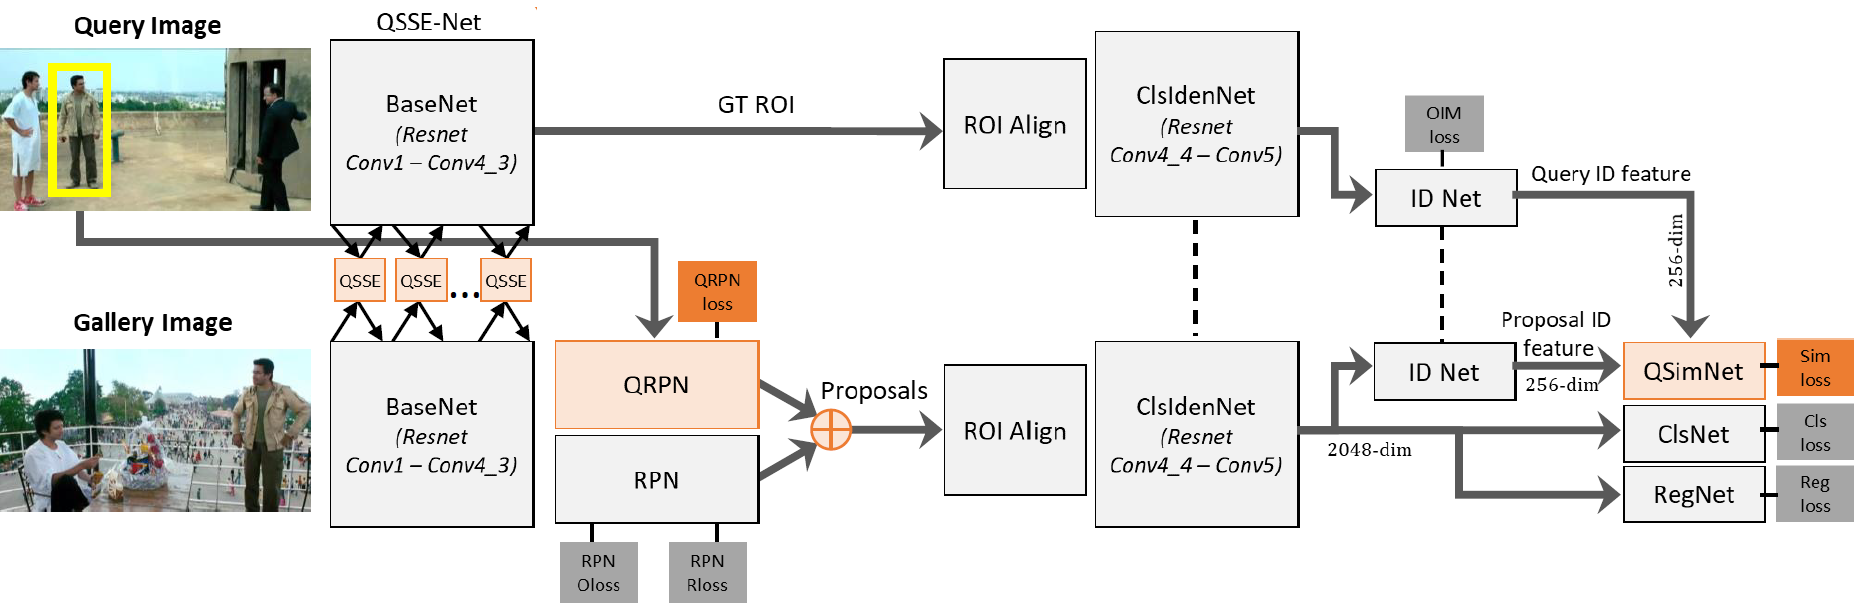 Query Image
QSSE-Net
BaseNet
(Resnet
Conv1 – Conv4_3)
GT ROI
ROI Align
ClsIdenNet
(Resnet
Conv4_4 – Conv5)
OIM
loss
ID Net
Query ID feature
256-dim
QSSE
QSSE
...
QSSE
QRPN
loss
Gallery Image
BaseNet
(Resnet
Conv1 – Conv4_3)
QRPN
RPN
RPN
Oloss
RPN
Rloss
Proposals
ROI Align
ClsIdenNet
(Resnet
Conv4_4 – Conv5)
2048-dim
ID Net
Proposal ID
feature
256-dim
QSimNet
Sim
loss
ClsNet
Cls
loss
RegNet
Reg
loss